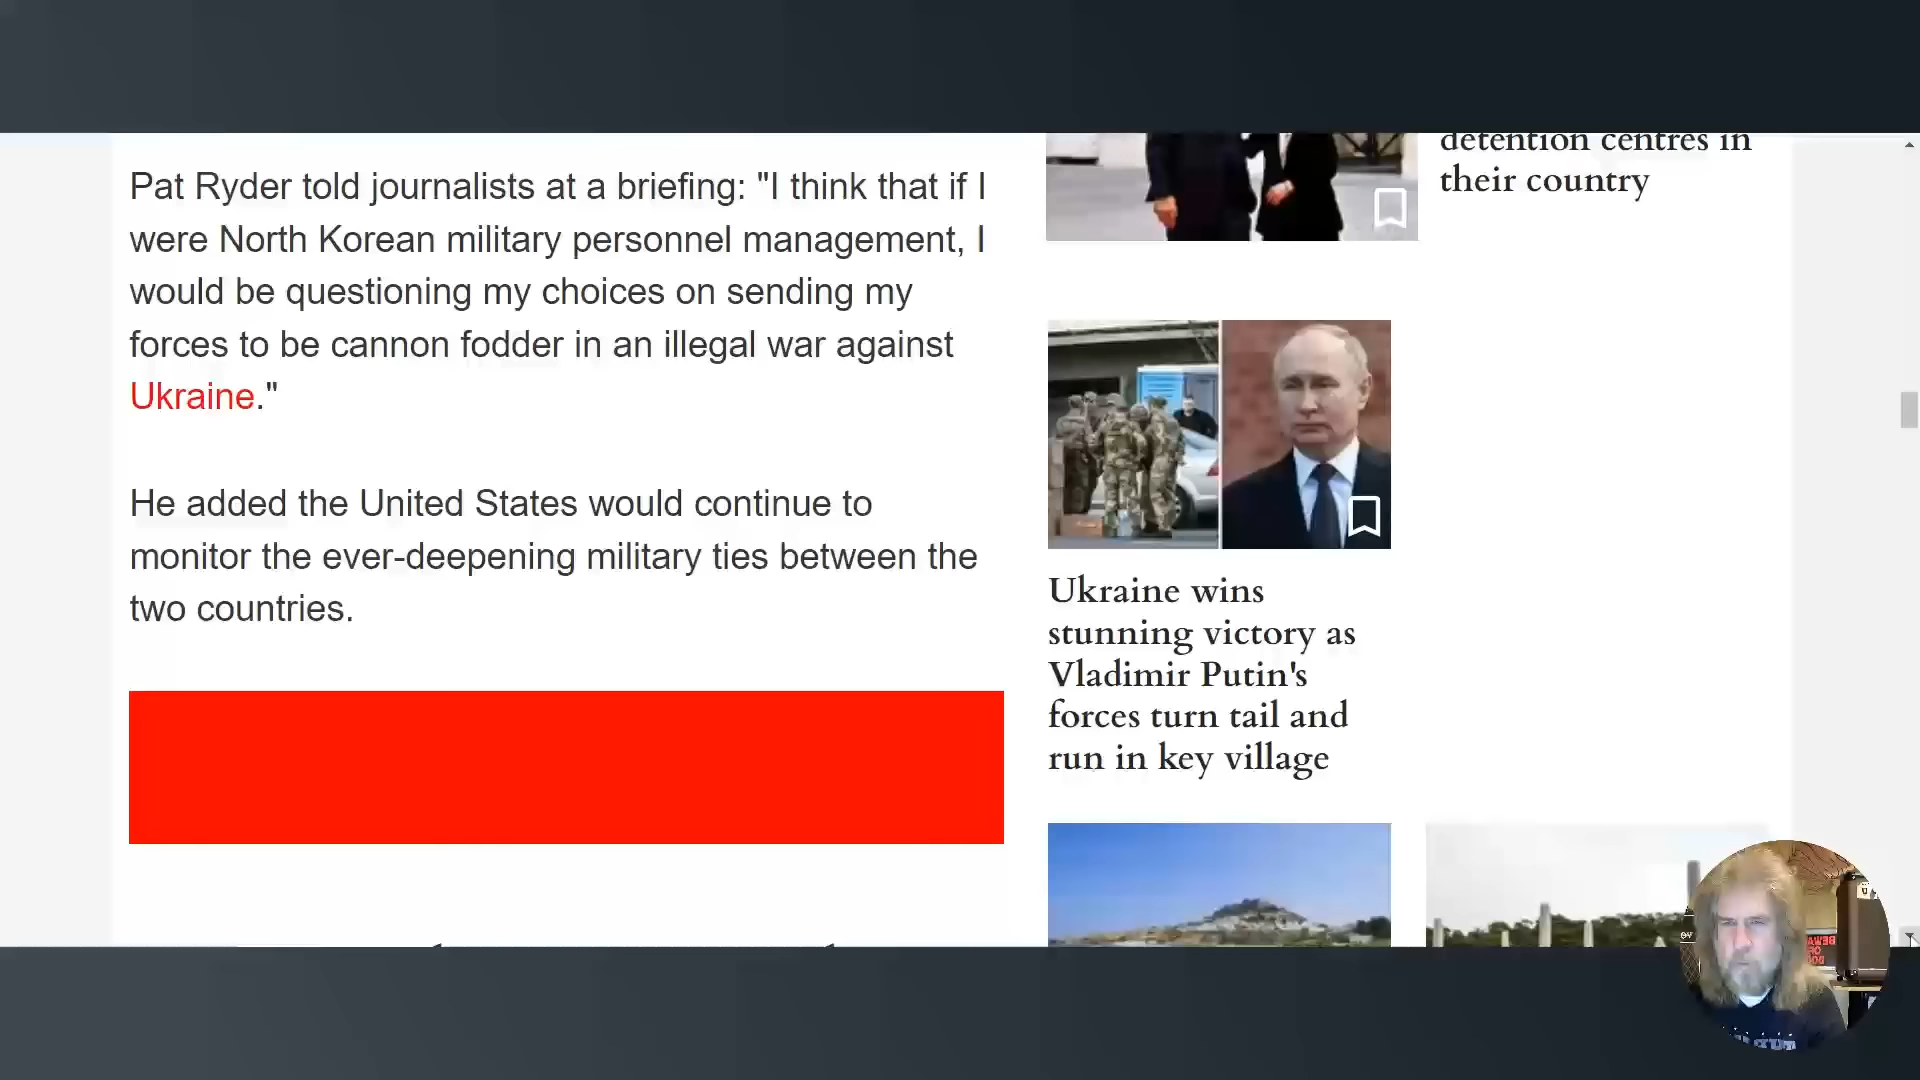 Pat Ryder told journalists at a briefing: "I think that if I
were North Korean military personnel management, I
would be questioning my choices on sending my
forces to be cannon fodder in an illegal war against
Ukraine."
He added the United States would continue to
monitor the ever-deepening military ties between the
two countries.
detention centres in
their country
Ukraine wins
stunning victory as
Vladimir Putin's
forces turn tail and
run in key village